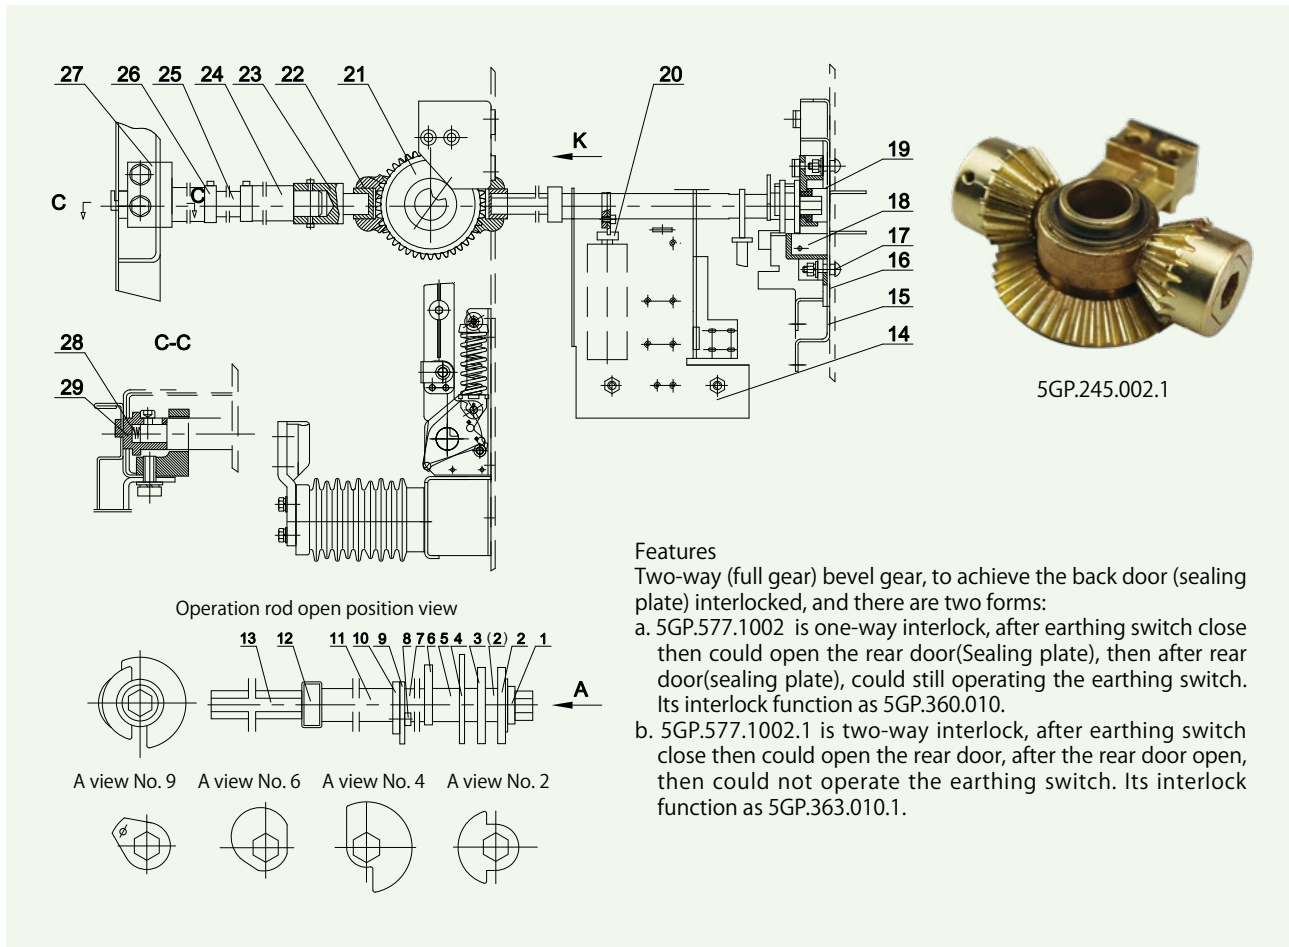 27 26 25 24 23 22 21 20
K
19
C C
18
17
16
15
14
28 C-C
29
5GP.245.002.1
Features
Two-way (full gear) bevel gear, to achieve the back door (sealing
plate) interlocked, and there are two forms:
a. 5GP.577.1002 is one-way interlock, after earthing switch close
then could open the rear door(Sealing plate), then after rear
door(sealing plate), could still operating the earthing switch.
Its interlock function as 5GP.360.010.
b. 5GP.577.1002.1 is two-way interlock, after earthing switch
close then could open the rear door, after the rear door open,
then could not operate the earthing switch. Its interlock
function as 5GP.363.010.1.
Operation rod open position view
13 12 11 10 9 8 7 6 5 4 3 (2) 2 1
A
A view No. 9 A view No. 6 A view No. 4 A view No. 2